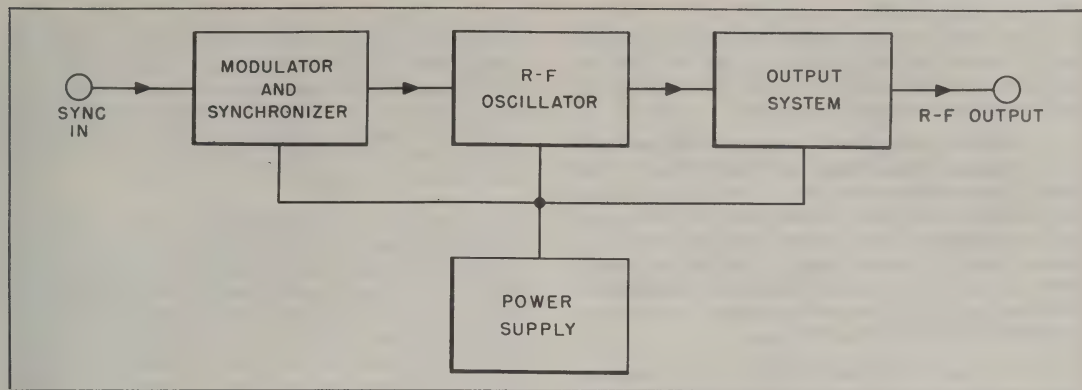 SYNC
IN
MODULATOR
AND
SYNCHRONIZER
R-F
OSCILLATOR
OUTPUT
SYSTEM
R-F OUTPUT
POWER
SUPPLY